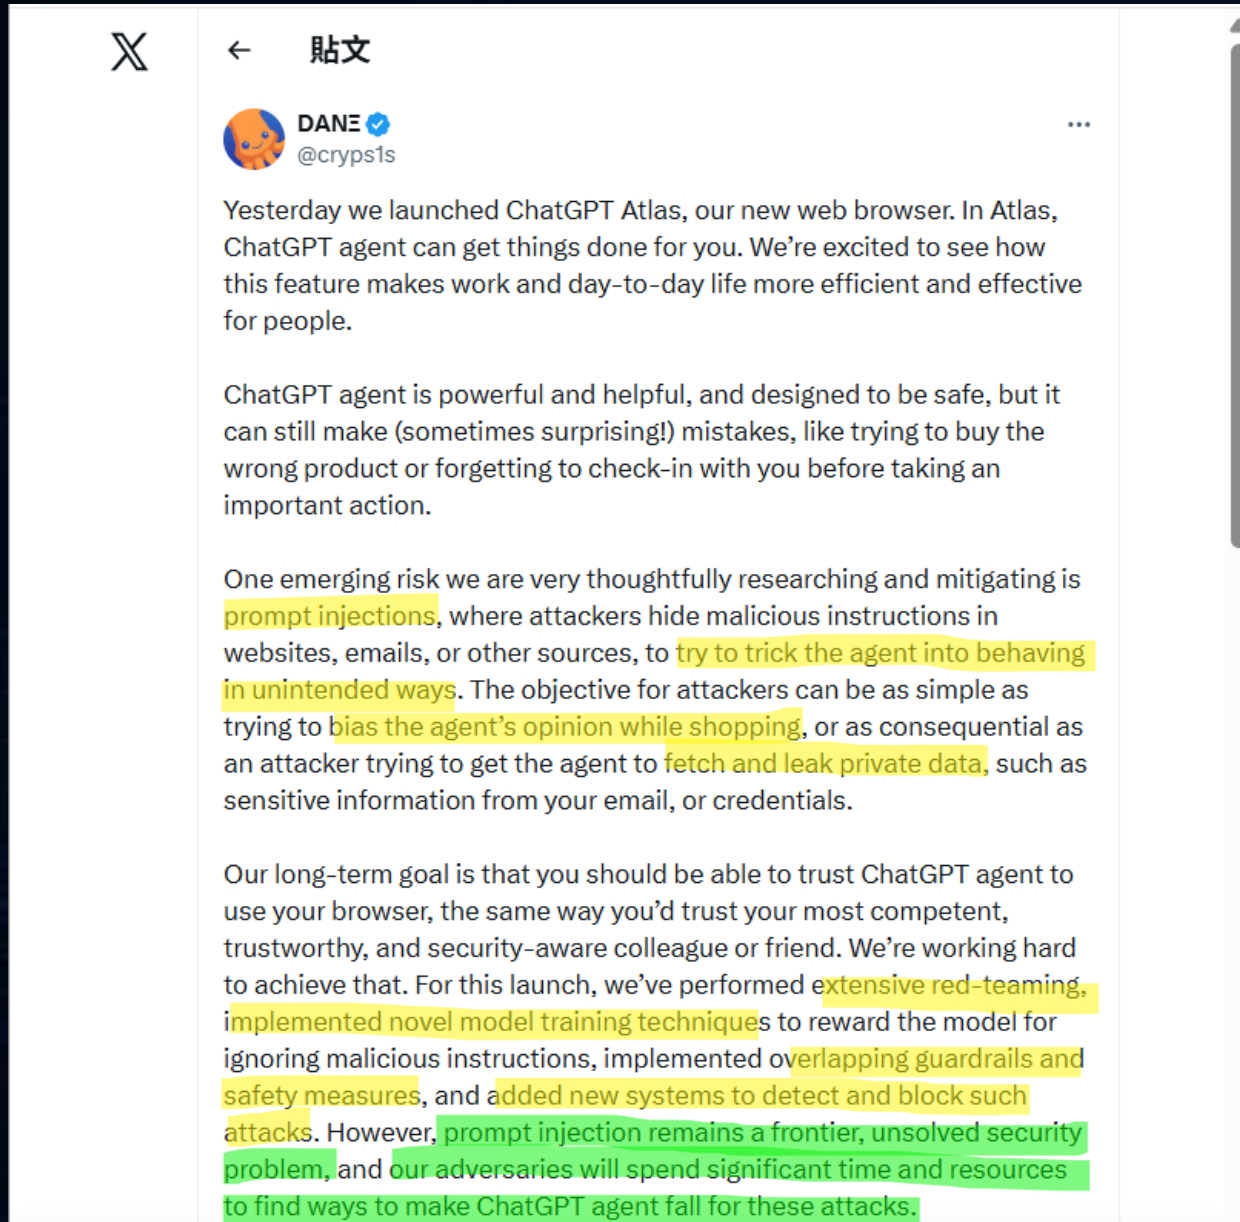 貼文
DANΞ
@cryps1s
Yesterday we launched ChatGPT Atlas, our new web browser. In Atlas,
ChatGPT agent can get things done for you. We’re excited to see how
this feature makes work and day-to-day life more efficient and effective
for people.
ChatGPT agent is powerful and helpful, and designed to be safe, but it
can still make (sometimes surprising!) mistakes, like trying to buy the
wrong product or forgetting to check-in with you before taking an
important action.
One emerging risk we are very thoughtfully researching and mitigating is
prompt injections, where attackers hide malicious instructions in
websites, emails, or other sources, to try to trick the agent into behaving
in unintended ways. The objective for attackers can be as simple as
trying to bias the agent’s opinion while shopping, or as consequential as
an attacker trying to get the agent to fetch and leak private data, such as
sensitive information from your email, or credentials.
Our long-term goal is that you should be able to trust ChatGPT agent to
use your browser, the same way you’d trust your most competent,
trustworthy, and security-aware colleague or friend. We’re working hard
to achieve that. For this launch, we’ve performed extensive red-teaming,
implemented novel model training techniques to reward the model for
ignoring malicious instructions, implemented overlapping guardrails and
safety measures, and added new systems to detect and block such
attacks. However, prompt injection remains a frontier, unsolved security
problem, and our adversaries will spend significant time and resources
to find ways to make ChatGPT agent fall for these attacks.